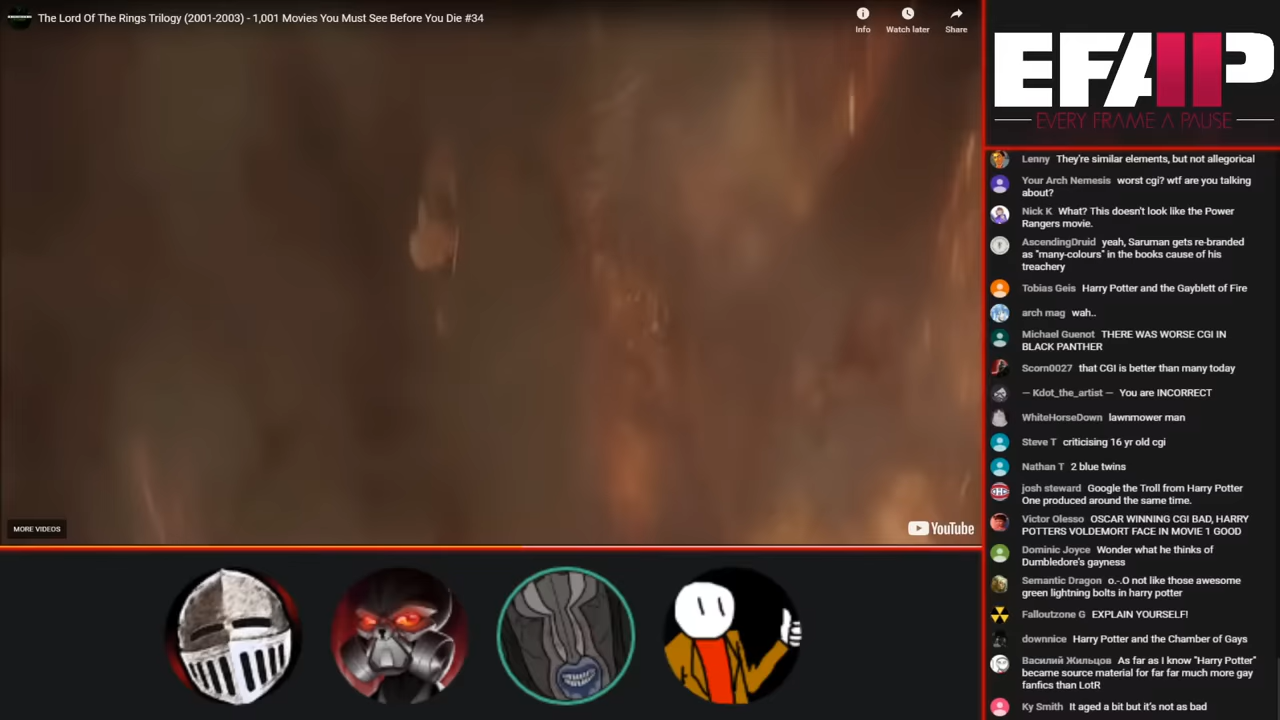 The Lord Of The Rings Trilogy (2001-2003) - 1,001 Movies You Must See Before You Die #34
Info
Watch later
Share
MORE VIDEOS
YouTube
EFAP
EVERY FRAME A PAUSE
Lenny They're similar elements, but not allegorical
Your Arch Nemesis worst cgi? wtf are you talking
about?
Nick K What? This doesn't look like the Power
Rangers movie.
AscendingDruid yeah, Saruman gets re-branded
as "many-colours" in the books cause of his
treachery
Tobias Geis Harry Potter and the Gayblett of Fire
arch mag wah..
Michael Guenot THERE WAS WORSE CGI IN
BLACK PANTHER
Scorn0027 that CGI is better than many today
— Kdot_the_artist — You are INCORRECT
WhiteHorseDown lawnmower man
Steve T criticising 16 yr old cgi
Nathan T 2 blue twins
josh steward Google the Troll from Harry Potter
One produced around the same time.
Victor Olesso OSCAR WINNING CGI BAD, HARRY
POTTERS VOLDEMORT FACE IN MOVIE 1 GOOD
Dominic Joyce Wonder what he thinks of
Dumbledore's gayness
Semantic Dragon o.-.O not like those awesome
green lightning bolts in harry potter
Falloutzone G EXPLAIN YOURSELF!
downice Harry Potter and the Chamber of Gays
Василий Жильцов As far as I know "Harry Potter"
became source material for far far much more gay
fanfics than LotR
Ky Smith It aged a bit but it's not as bad